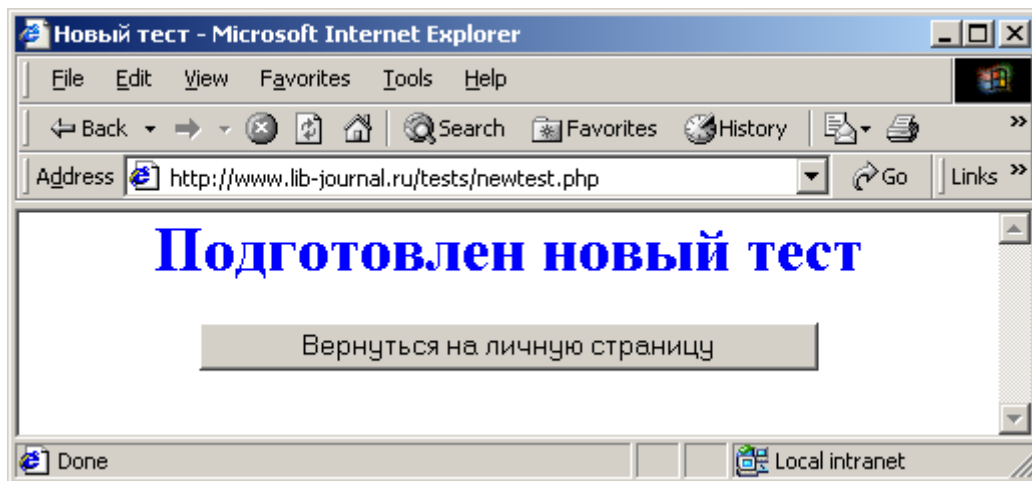 Новый тест - Microsoft Internet Explorer
File Edit View Favorites Tools Help
Back Search Favorites History »
Address http://www.lib-journal.ru/tests/newtest.php Go Links »
Подготовлен новый тест
Вернуться на личную страницу
Done Local intranet